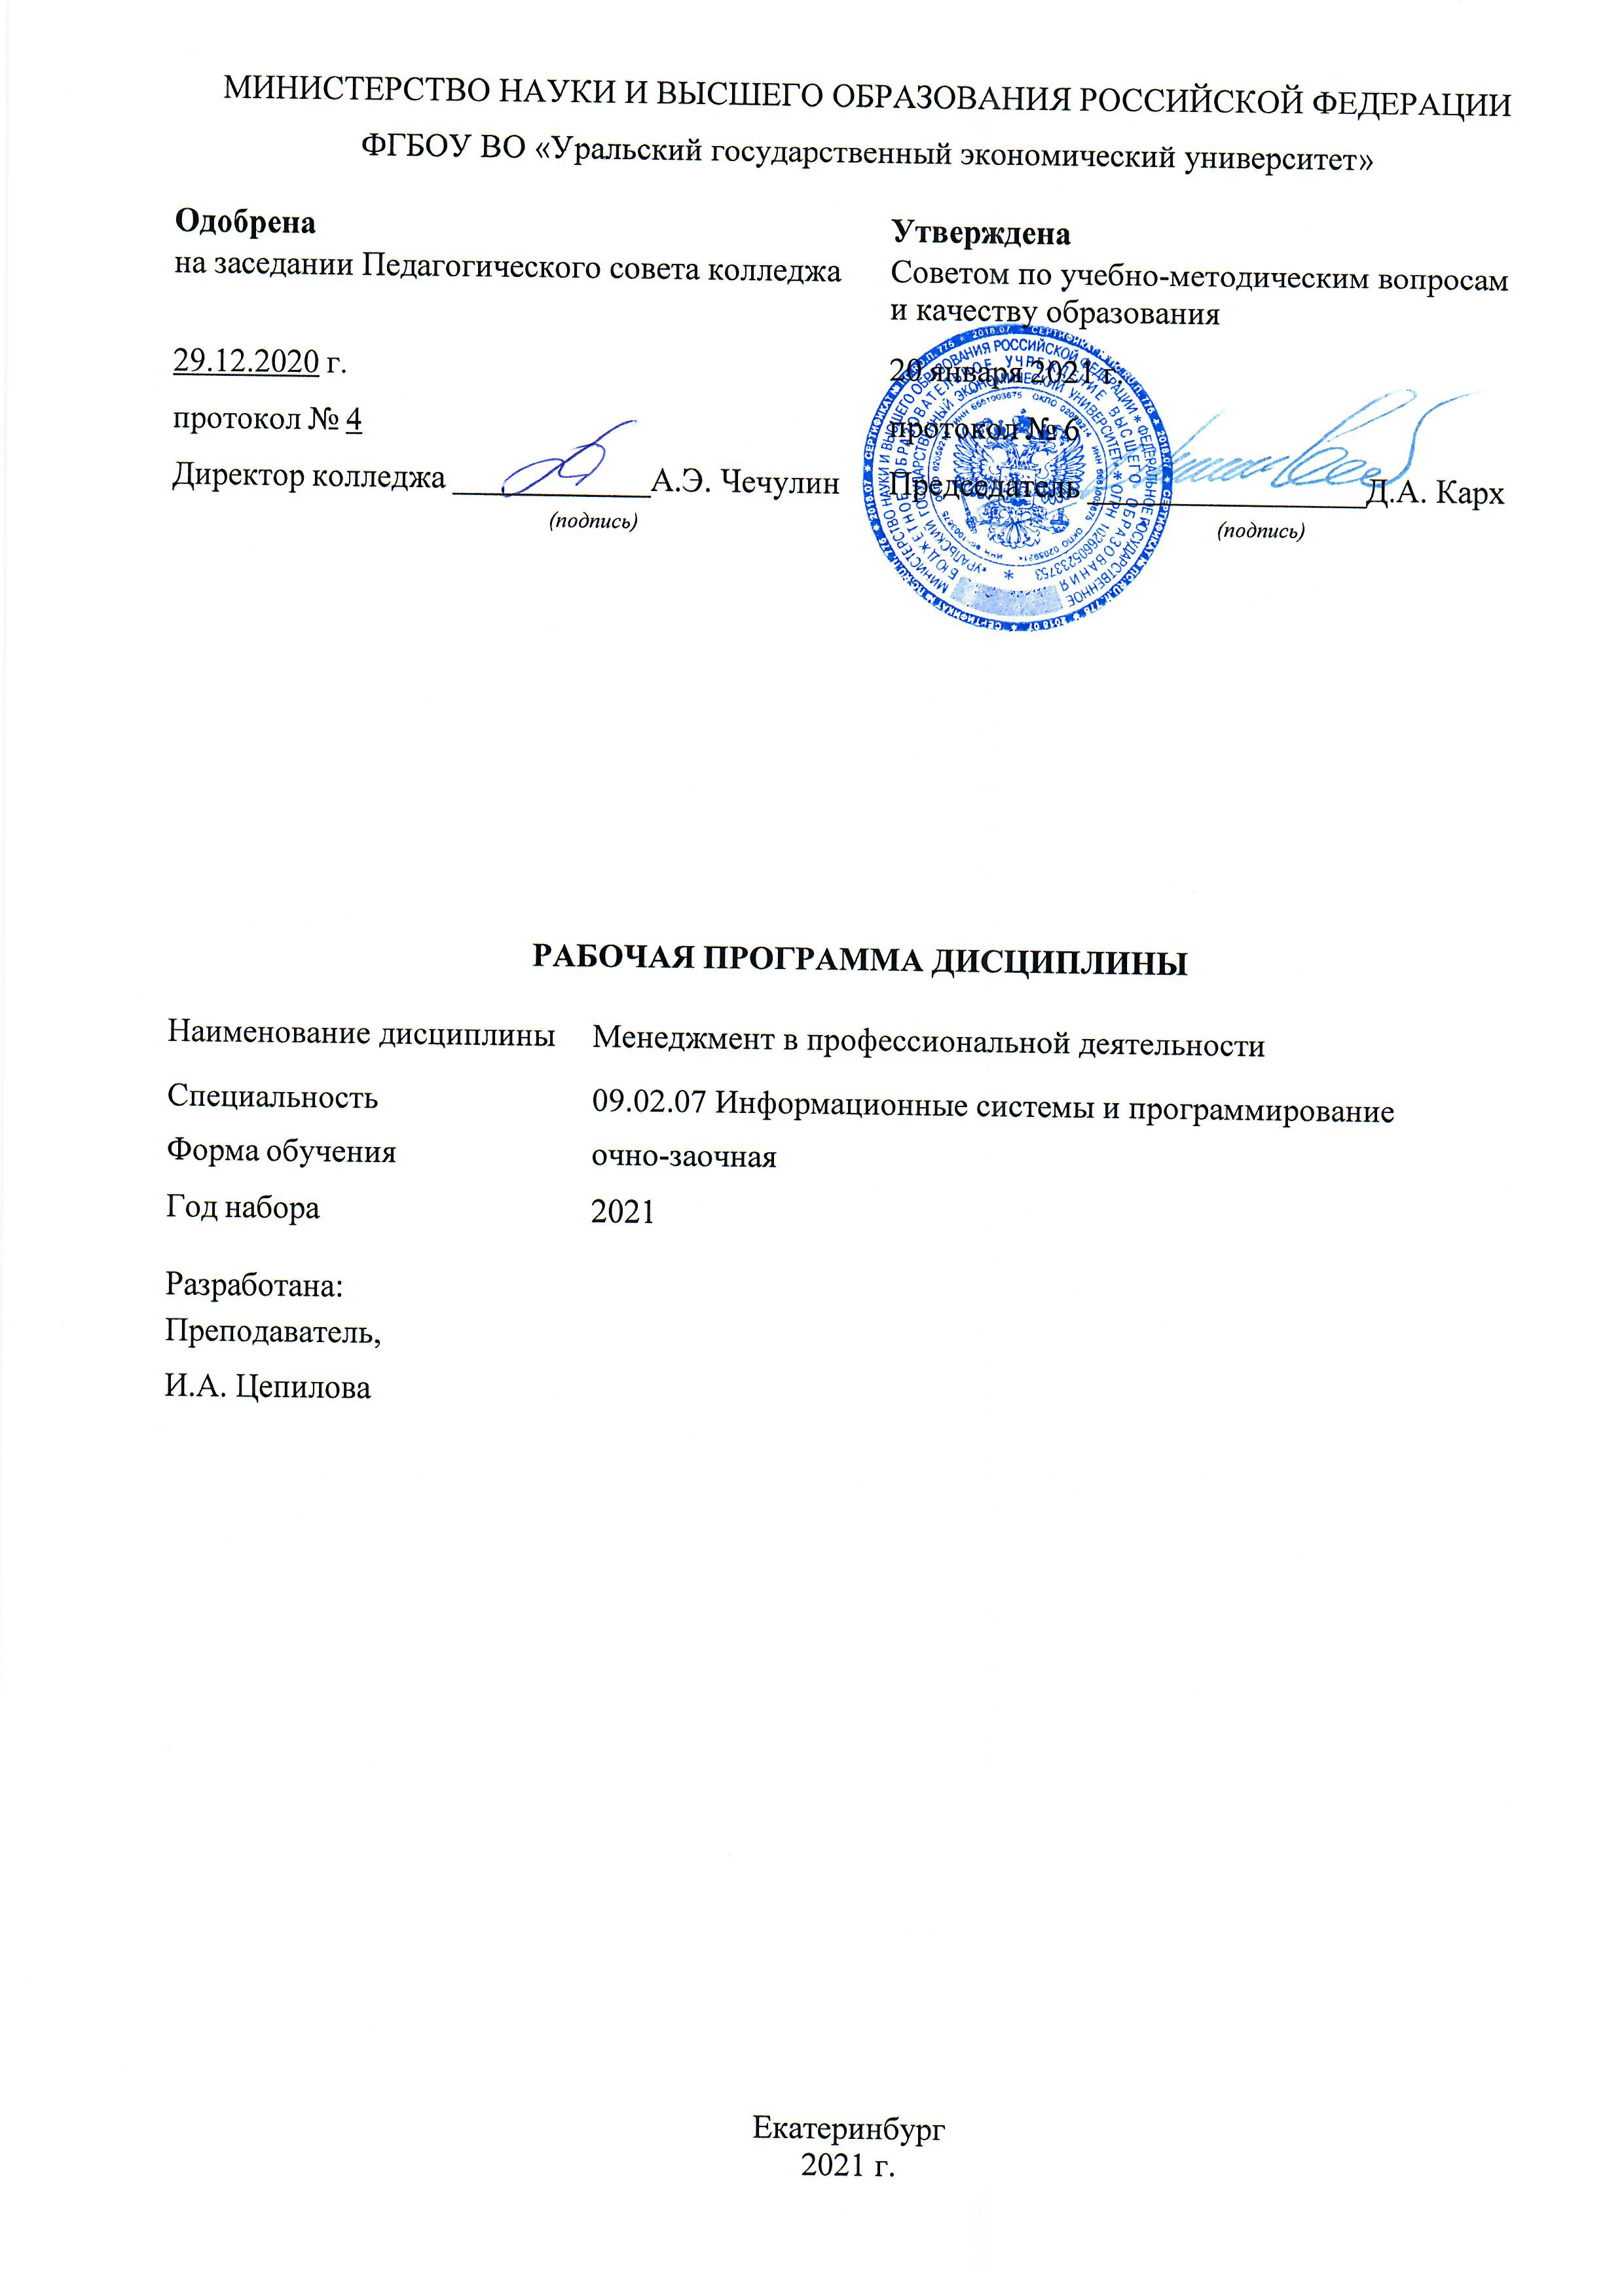 МИНИСТЕРСТВО НАУКИ И ВЫСШЕГО ОБРАЗОВАНИЯ РОССИЙСКОЙ ФЕДЕРАЦИИ
ФГБОУ ВО «Уральский государственный экономический университет»
Одобрена
на заседании Педагогического совета колледжа
29.12.2020 г.
протокол № 4
Директор колледжа ____________А.Э. Чечулин
(подпись)
Утверждена
Советом по учебно-методическим вопросам
и качеству образования
20 января 2021 г.
протокол № 6
Председатель ________________Д.А. Карх
(подпись)
РАБОЧАЯ ПРОГРАММА ДИСЦИПЛИНЫ
Наименование дисциплины Менеджмент в профессиональной деятельности
Специальность 09.02.07 Информационные системы и программирование
Форма обучения очно-заочная
Год набора 2021
Разработана:
Преподаватель,
И.А. Цепилова
Екатеринбург
2021 г.